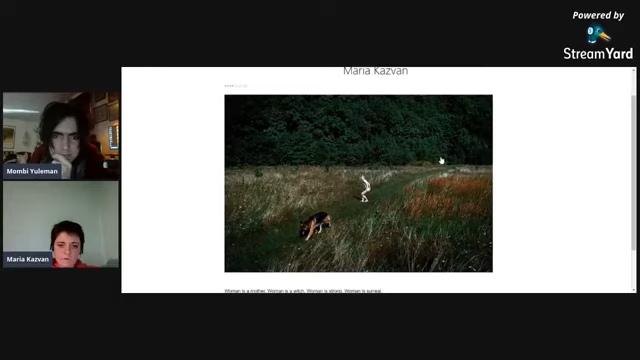 Powered by
StreamYard
Maria Kazvan
Mombi Yuleman
Maria Kazvan
Woman is a mother. Woman is a witch. Woman is strong. Woman is surreal.